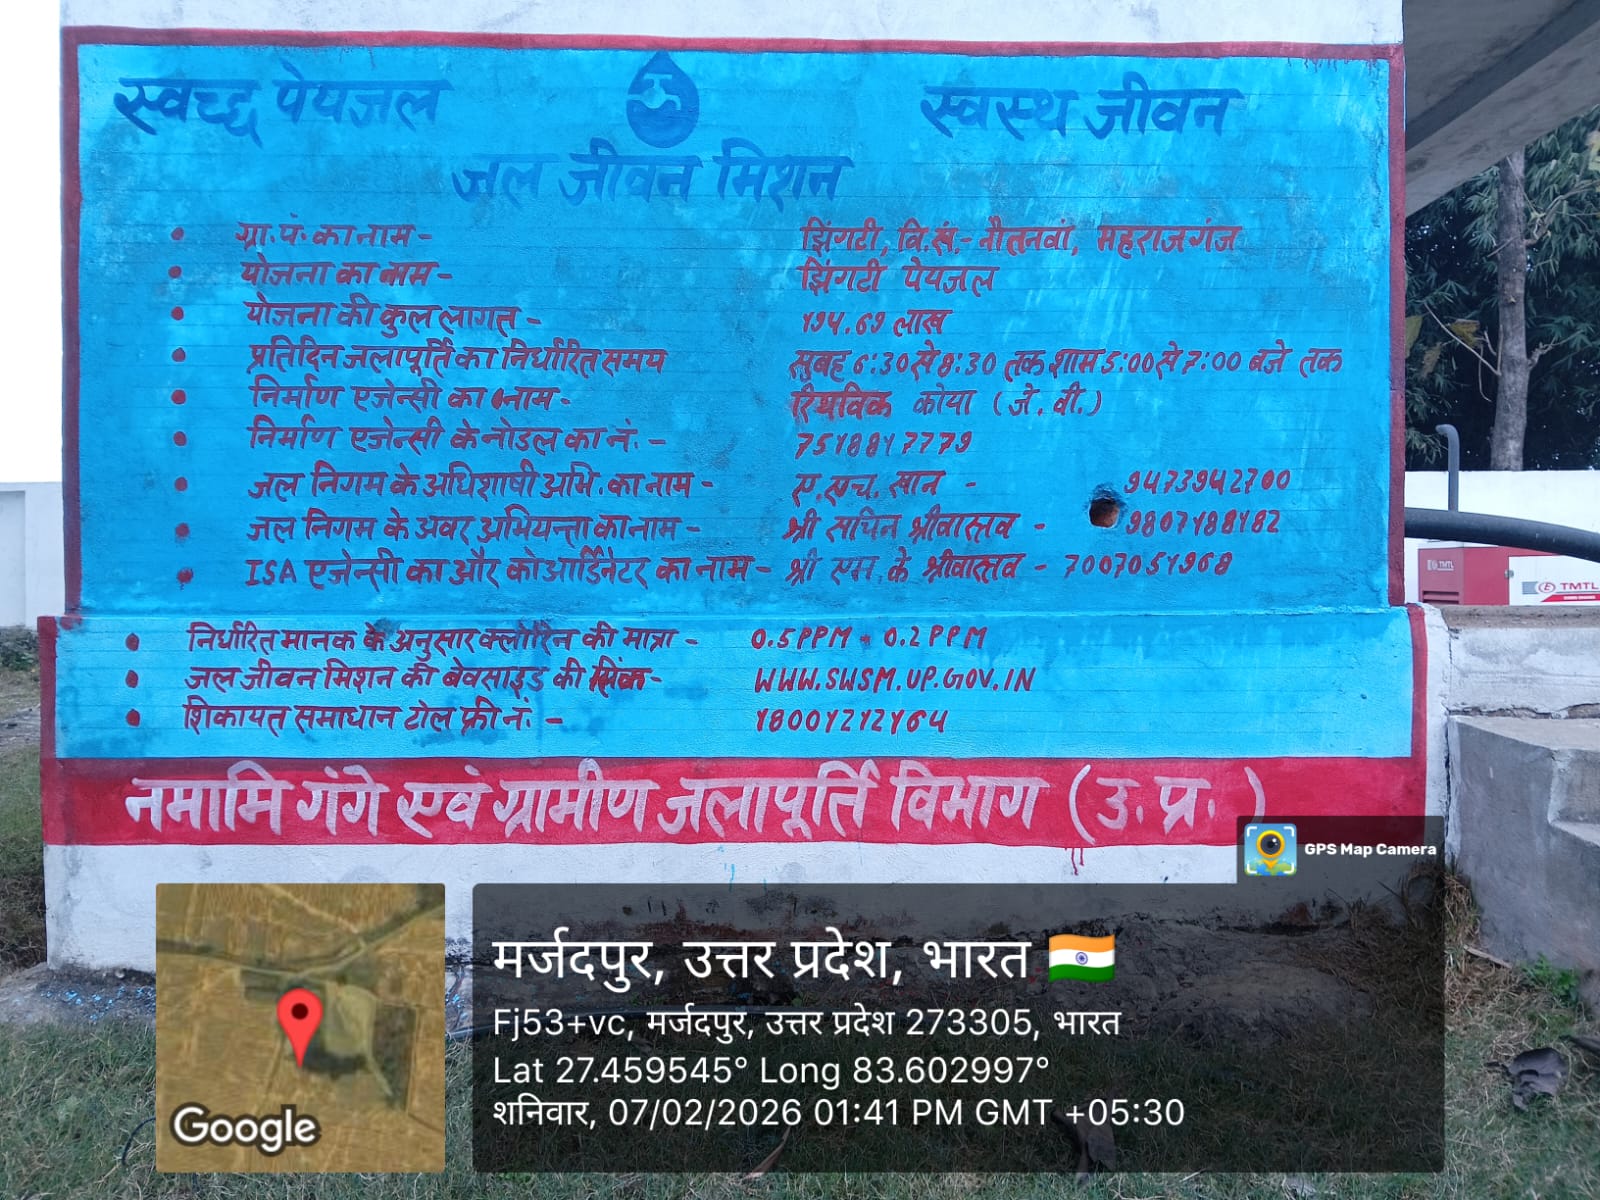 स्वच्छ पेयजल स्वस्थ जीवन
जल जीवन मिशन
• ग्रा.पं. का नाम - झिंगटी, वि.सं.- नौतनवां, महराजगंज
• योजना का नाम - झिंगटी पेयजल
• योजना की कुल लागत - 194.69 लाख
• प्रतिदिन जलापूर्ति का निर्धारित समय सुबह 6:30 से 8:30 तक शाम 5:00 से 7:00 बजे तक
• निर्माण एजेन्सी का नाम - रिथविक कोया (जे. वी.)
• निर्माण एजेन्सी के नोडल का नं. - 7518817779
• जल निगम के अधिशाषी अभि. का नाम - ए. एच. खान - 9473942700
• जल निगम के अवर अभियन्ता का नाम - श्री सचिन श्रीवास्तव - 9807188182
• ISA एजेन्सी का और कोआर्डिनेटर का नाम - श्री एस. के श्रीवास्तव - 7007051968
• निर्धारित मानक के अनुसार क्लोरिन की मात्रा - 0.5PPM - 0.2 PPM
• जल जीवन मिशन की बेवसाइड की लिंक - WWW.SWSM.UP.GOV.IN
• शिकायत समाधान टोल फ्री नं. - 18001212164
नमामि गंगे एवं ग्रामीण जलापूर्ति विभाग (उ. प्र. )
TMTL
TMTL
GPS Map Camera
मर्जदपुर, उत्तर प्रदेश, भारत
Fj53+vc, मर्जदपुर, उत्तर प्रदेश 273305, भारत
Lat 27.459545° Long 83.602997°
शनिवार, 07/02/2026 01:41 PM GMT +05:30
Google